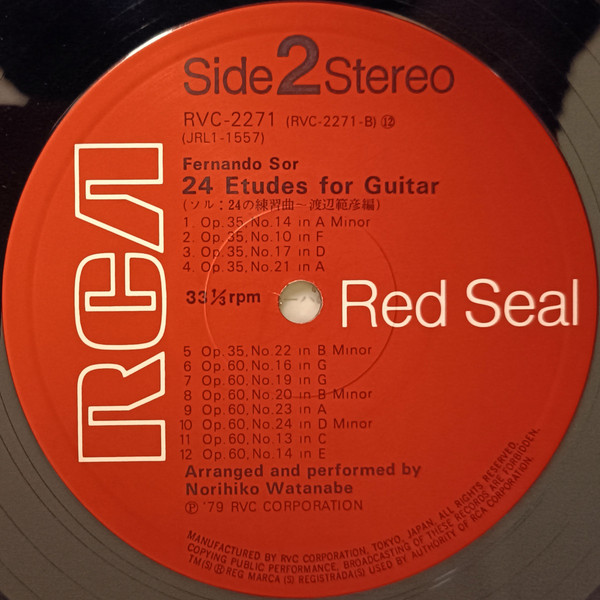 Side 2 Stereo
RVC-2271 (RVC-2271-B) ⑫
(JRL1-1557)
Fernando Sor
24 Etudes for Guitar
(ソル：24の練習曲〜渡辺範彦編)
1. Op.35, No.14 in A Minor
2. Op.35, No.10 in F
3. Op.35, No.17 in D
4. Op.35, No.21 in A
33⅓ rpm
RCA
Red Seal
5 Op.35, No.22 in B Minor
6 Op.60, No.16 in G
7 Op.60, No.19 in G
8 Op.60, No.20 in B Minor
9 Op.60, No.23 in A
10 Op.60, No.24 in D Minor
11 Op.60, No.13 in C
12 Op.60, No.14 in E
Arranged and performed by
Norihiko Watanabe
Ⓟ '79 RVC CORPORATION
MANUFACTURED BY RVC CORPORATION, TOKYO, JAPAN. ALL RIGHTS RESERVED.
COPYING PUBLIC PERFORMANCE, BROADCASTING OF THESE RECORDS ARE FORBIDDEN.
TM(S) ® REG MARCA(S) REGISTRADA(S) USED BY AUTHORITY OF RCA CORPORATION.